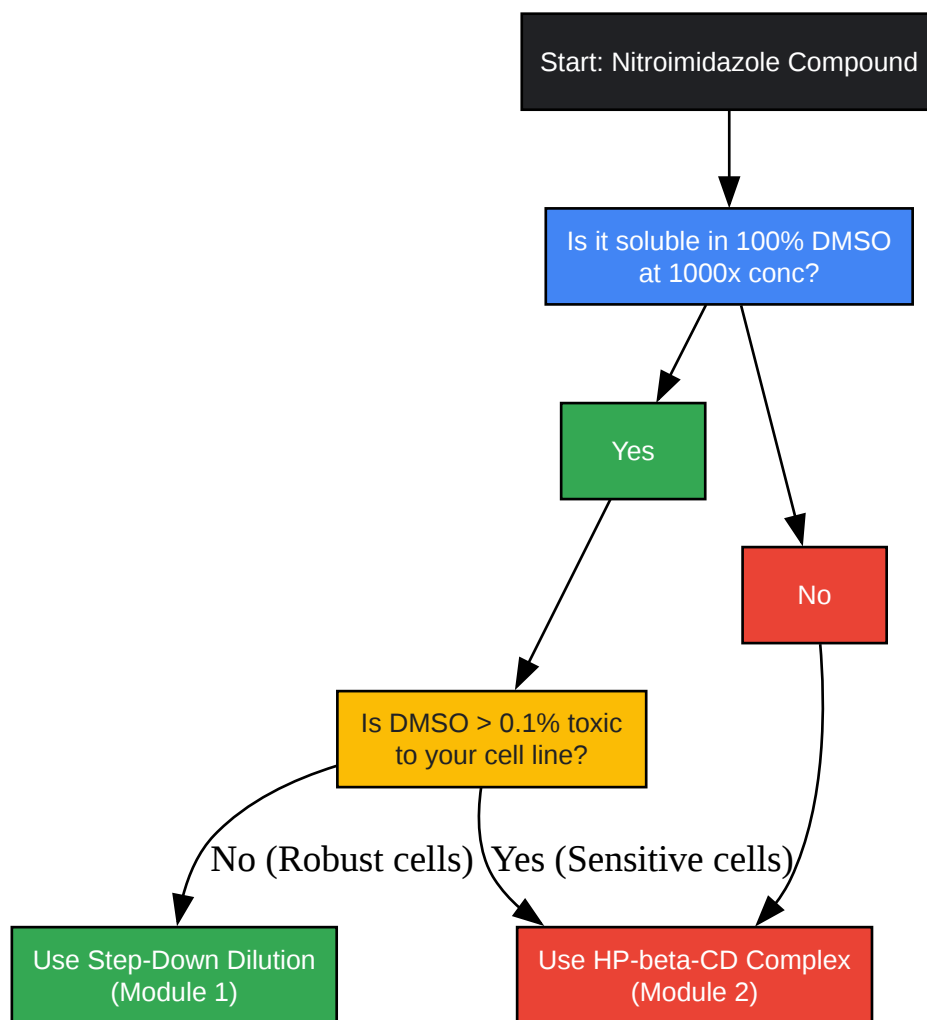 Start: Nitroimidazole Compound
Is it soluble in 100% DMSO
at 1000x conc?
Yes
No
Is DMSO > 0.1% toxic
to your cell line?
No (Robust cells)
Yes (Sensitive cells)
Use Step-Down Dilution
(Module 1)
Use HP-beta-CD Complex
(Module 2)